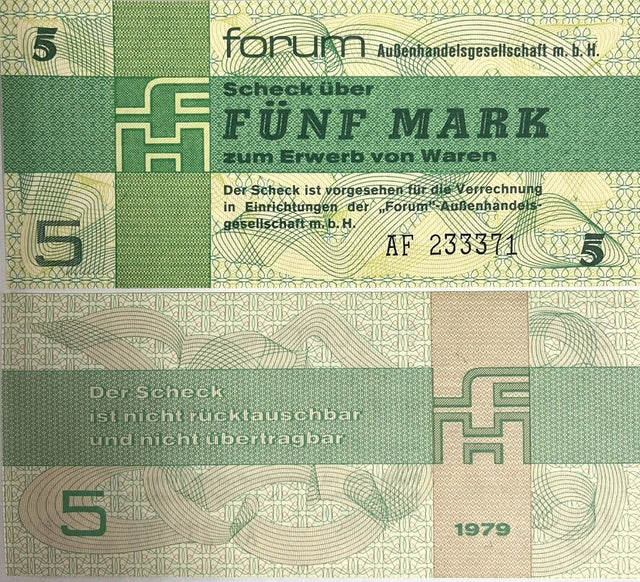 5
forum Außenhandelsgesellschaft m. b. H.
Scheck über
FÜNF MARK
zum Erwerb von Waren
Der Scheck ist vorgesehen für die Verrechnung
in Einrichtungen der „Forum“-Außenhandels-
gesellschaft m. b. H.
5
AF 233371
5
Der Scheck
ist nicht rücktauschbar
und nicht übertragbar
5
1979